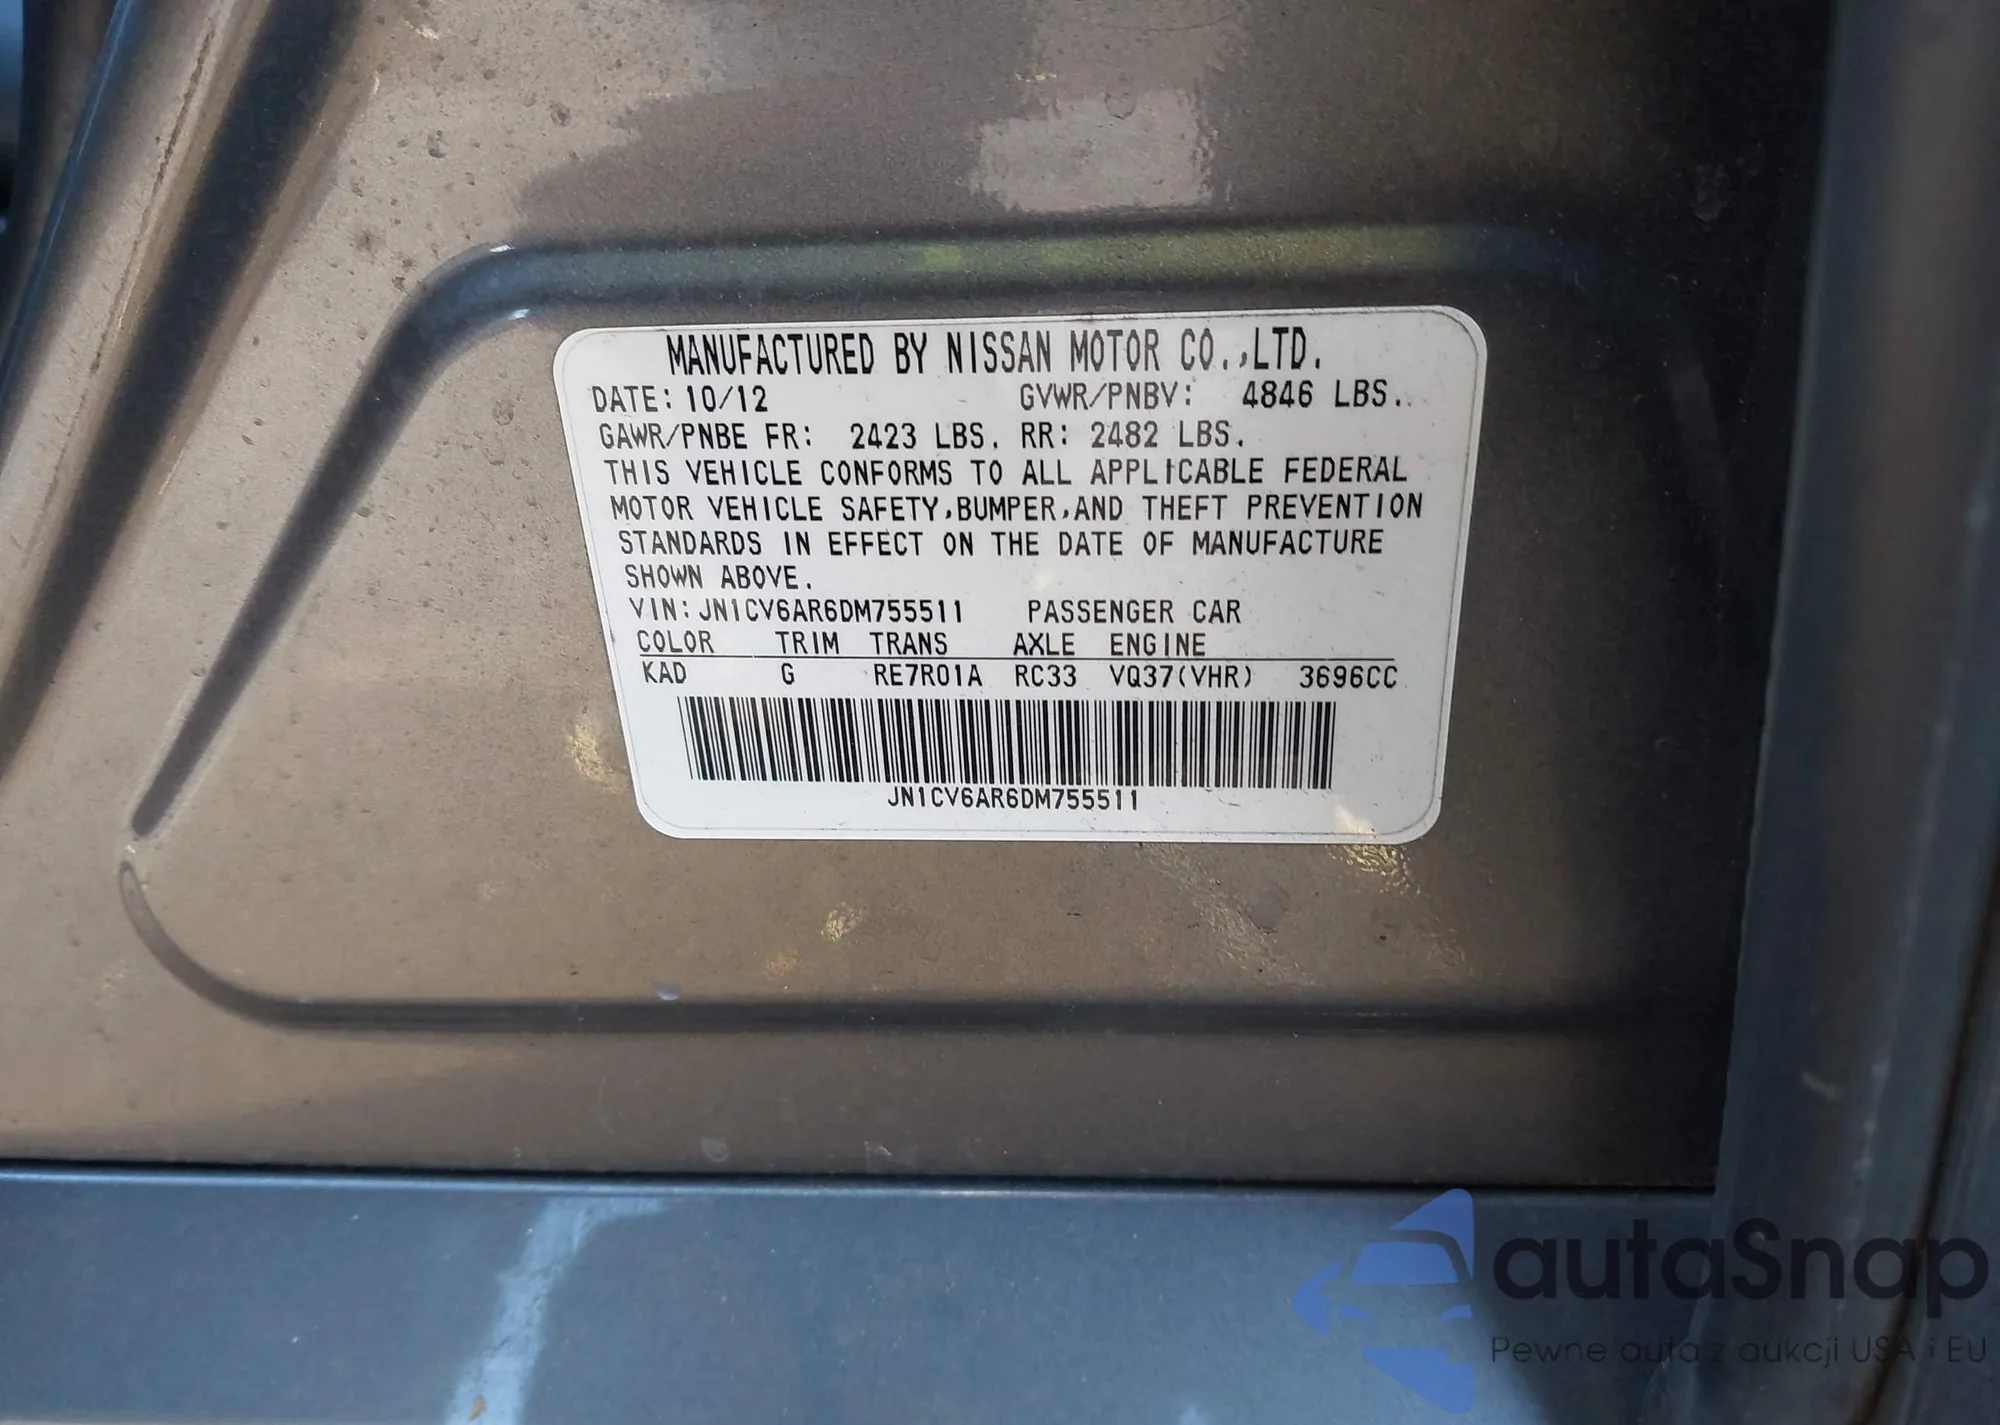 MANUFACTURED BY NISSAN MOTOR CO.,LTD.
DATE: 10/12 GVWR/PNBV: 4846 LBS.
GAWR/PNBE FR: 2423 LBS. RR: 2482 LBS.
THIS VEHICLE CONFORMS TO ALL APPLICABLE FEDERAL
MOTOR VEHICLE SAFETY,BUMPER,AND THEFT PREVENTION
STANDARDS IN EFFECT ON THE DATE OF MANUFACTURE
SHOWN ABOVE.
VIN: JN1CV6AR6DM755511 PASSENGER CAR
COLOR TRIM TRANS AXLE ENGINE
KAD G RE7R01A RC33 VQ37(VHR) 3696CC
JN1CV6AR6DM755511
autaSnap
Pewne auta z aukcji USA i EU